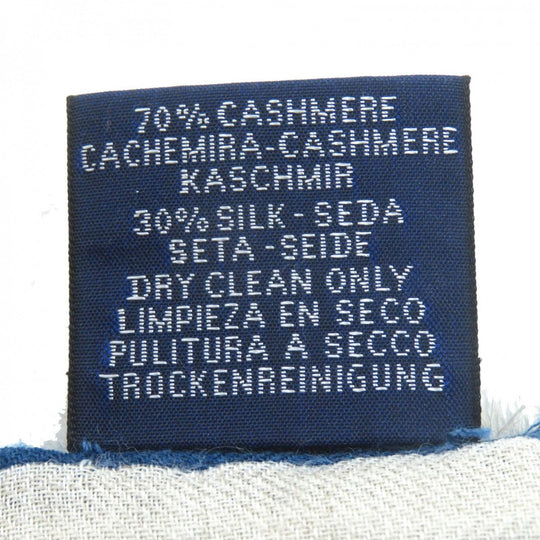 70% CASHMERE
CACHEMIRA-CASHMERE
KASCHMIR
30% SILK - SEDA
SETA - SEIDE
DRY CLEAN ONLY
LIMPIEZA EN SECO
PULITURA A SECCO
TROCKENREINIGUNG